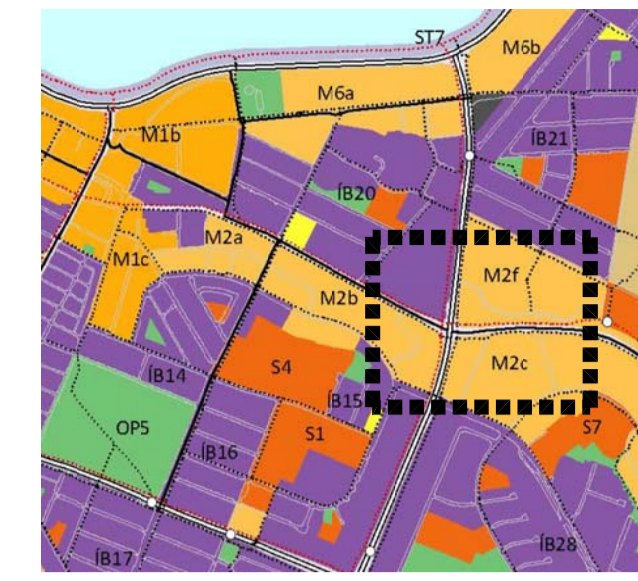 ST7
M6b
M6a
M1b
ÍB21
ÍB20
M2a
M1c
M2f
M2b
M2c
S4
ÍB14
ÍB15
OP5
S1
S7
ÍB16
ÍB28
ÍB17